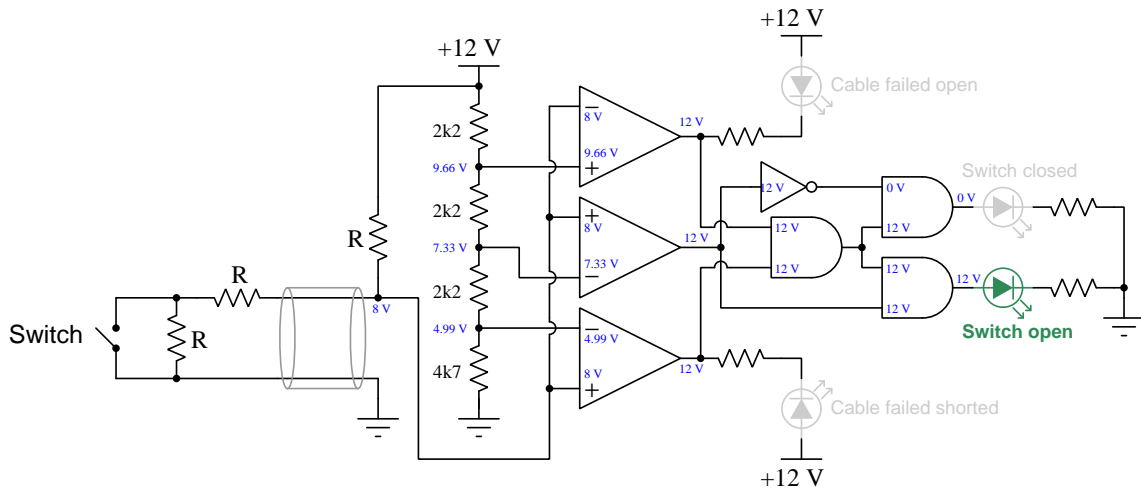 +12 V
Cable failed open
+12 V
2k2
8 V
12 V
9.66 V
9.66 V
Switch closed
12 V
0 V
0 V
2k2
8 V
12 V
12 V
12 V
R
7.33 V
7.33 V
R
12 V
12 V
12 V
2k2
8 V
12 V
Switch open
4.99 V
4.99 V
Switch
R
12 V
4k7
8 V
Cable failed shorted
+12 V